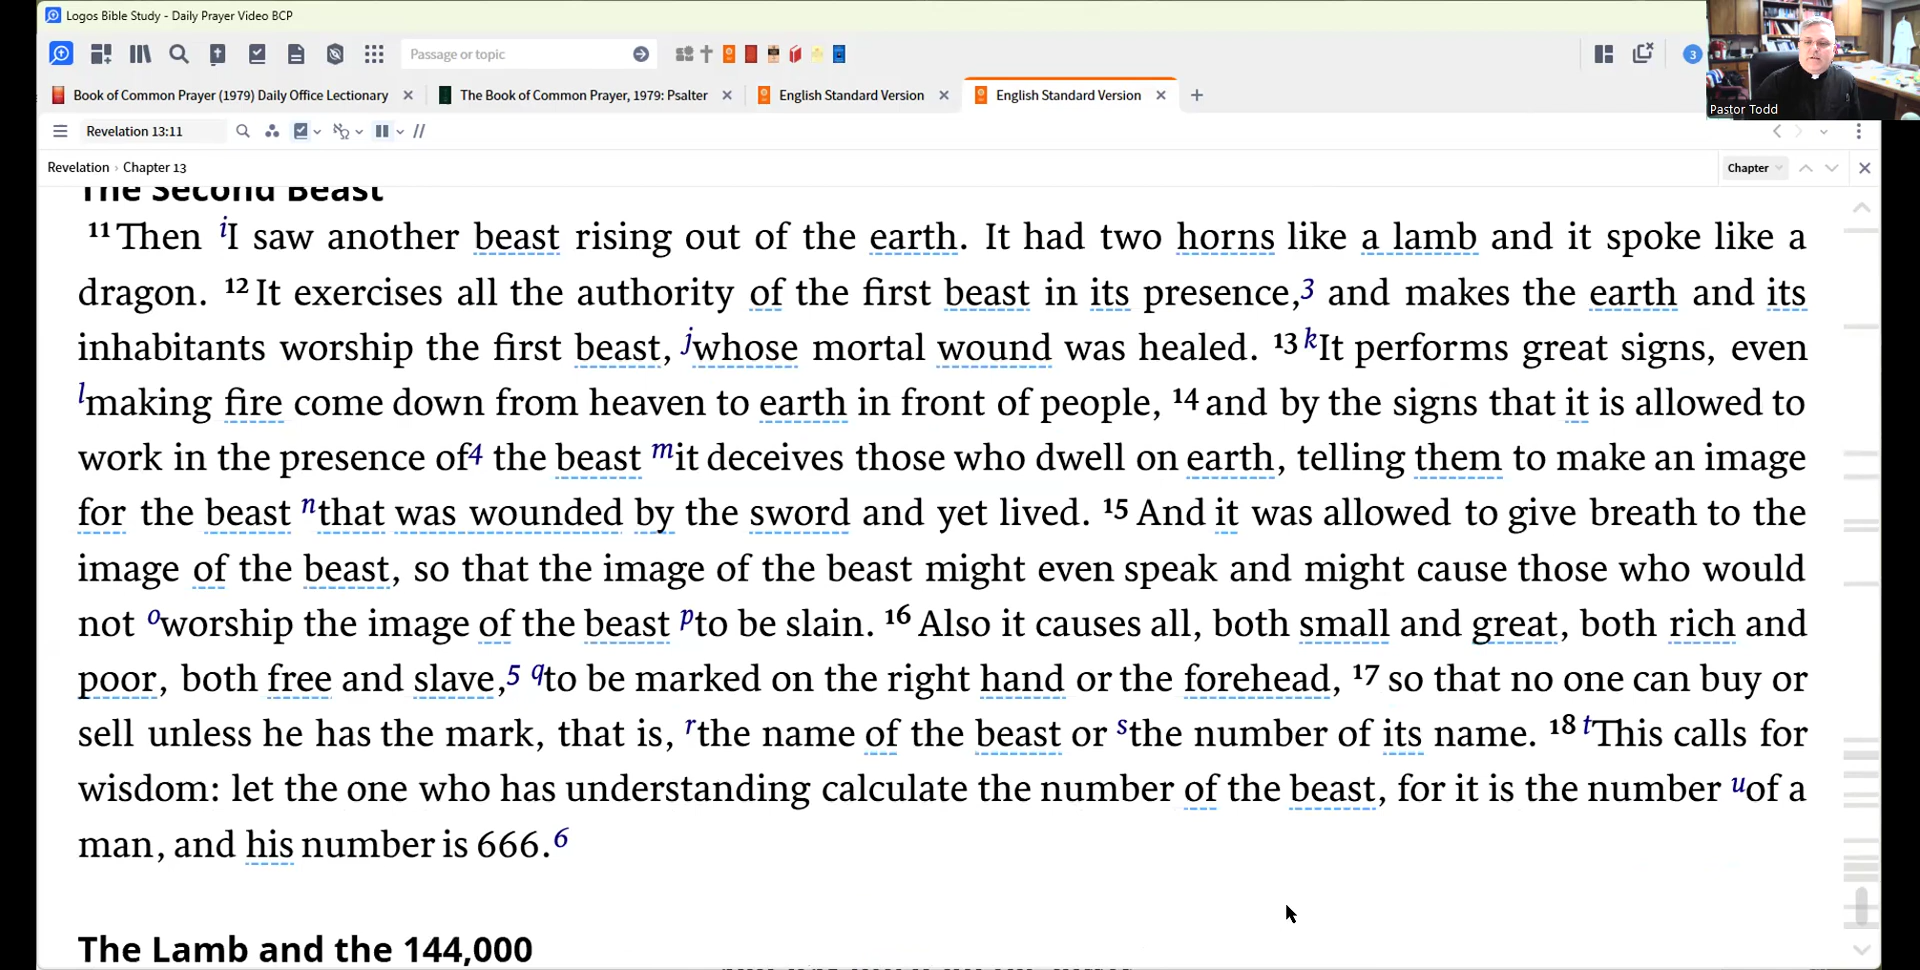 Logos Bible Study - Daily Prayer Video BCP
Passage or topic
3
Book of Common Prayer (1979) Daily Office Lectionary
The Book of Common Prayer, 1979: Psalter
English Standard Version
English Standard Version
Pastor Todd
Revelation 13:11
Revelation › Chapter 13
Chapter
The Second Beast
11 Then iI saw another beast rising out of the earth. It had two horns like a lamb and it spoke like a
dragon. 12 It exercises all the authority of the first beast in its presence,3 and makes the earth and its
inhabitants worship the first beast, jwhose mortal wound was healed. 13 kIt performs great signs, even
lmaking fire come down from heaven to earth in front of people, 14 and by the signs that it is allowed to
work in the presence of4 the beast mit deceives those who dwell on earth, telling them to make an image
for the beast nthat was wounded by the sword and yet lived. 15 And it was allowed to give breath to the
image of the beast, so that the image of the beast might even speak and might cause those who would
not oworship the image of the beast pto be slain. 16 Also it causes all, both small and great, both rich and
poor, both free and slave,5 qto be marked on the right hand or the forehead, 17 so that no one can buy or
sell unless he has the mark, that is, rthe name of the beast or sthe number of its name. 18 tThis calls for
wisdom: let the one who has understanding calculate the number of the beast, for it is the number uof a
man, and his number is 666.6
The Lamb and the 144,000